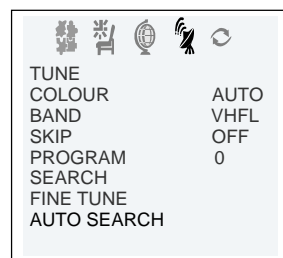 TUNE
COLOUR AUTO
BAND VHFL
SKIP OFF
PROGRAM 0
SEARCH
FINE TUNE
AUTO SEARCH